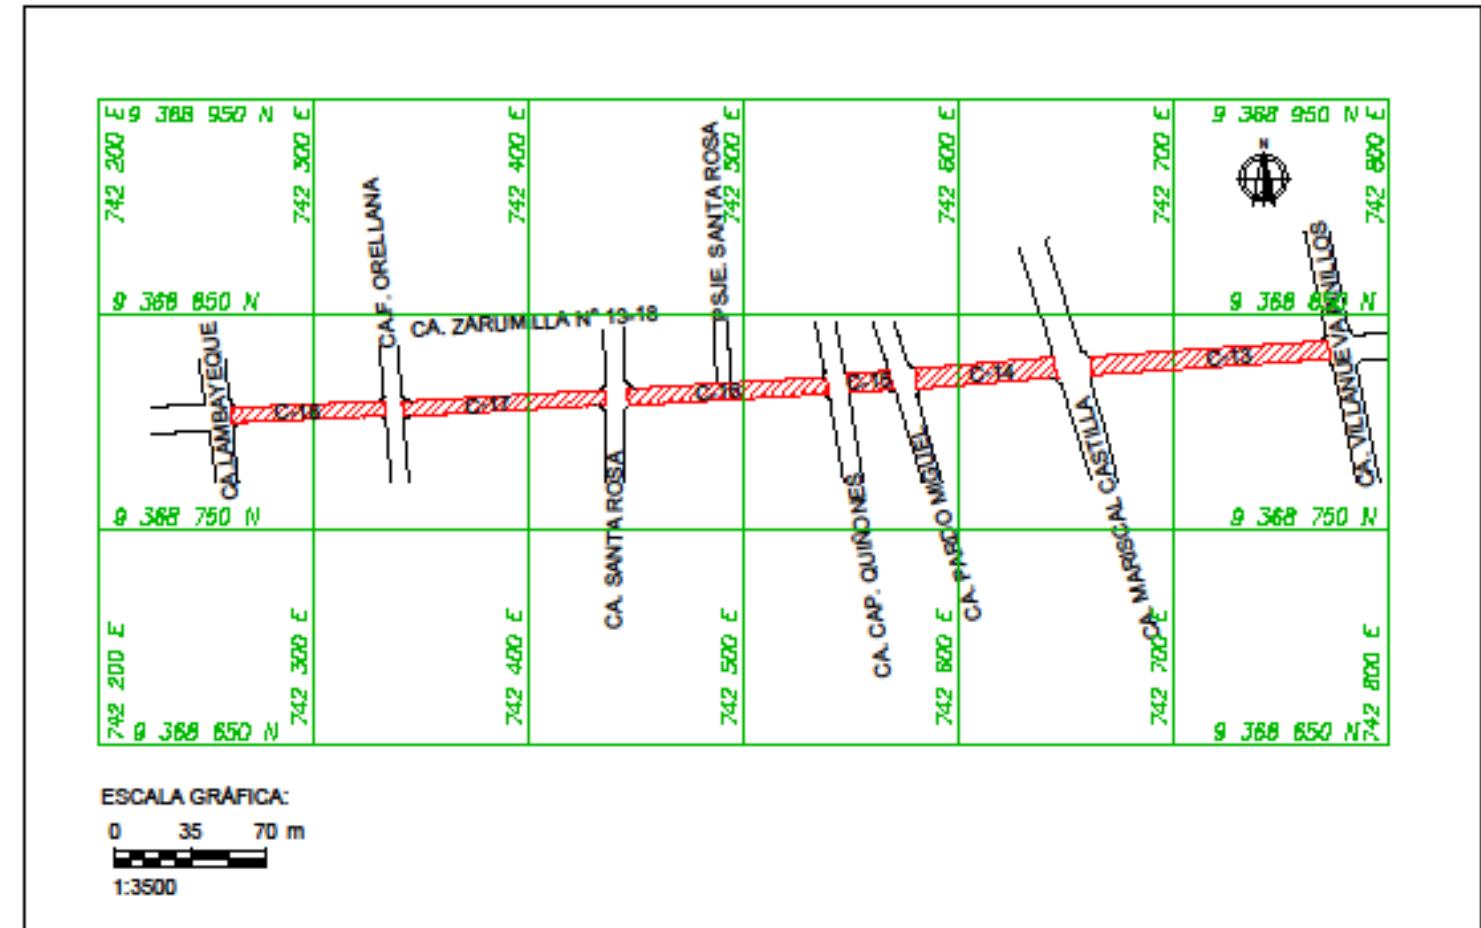 9 368 950 N
9 368 950 N
742 200 E
742 300 E
742 400 E
742 500 E
742 600 E
742 700 E
742 800 E
N
CA.F. ORELLANA
PSJE. SANTA ROSA
9 368 850 N
9 368 850 N
CA. ZARUMILLA N° 13-18
CA.LAMBAYEQUE
C-18
C-17
C-16
C-15
C-14
C-13
CA. SANTA ROSA
CA. CAP. QUIÑONES
CA. PARDO MIGUEL
CA. MARISCAL CASTILLA
CA. VILLANUEVA PINILLOS
9 368 750 N
9 368 750 N
742 200 E
742 300 E
742 400 E
742 500 E
742 600 E
742 700 E
742 800 E
9 368 650 N
9 368 650 N
ESCALA GRÁFICA:
0 35 70 m
1:3500